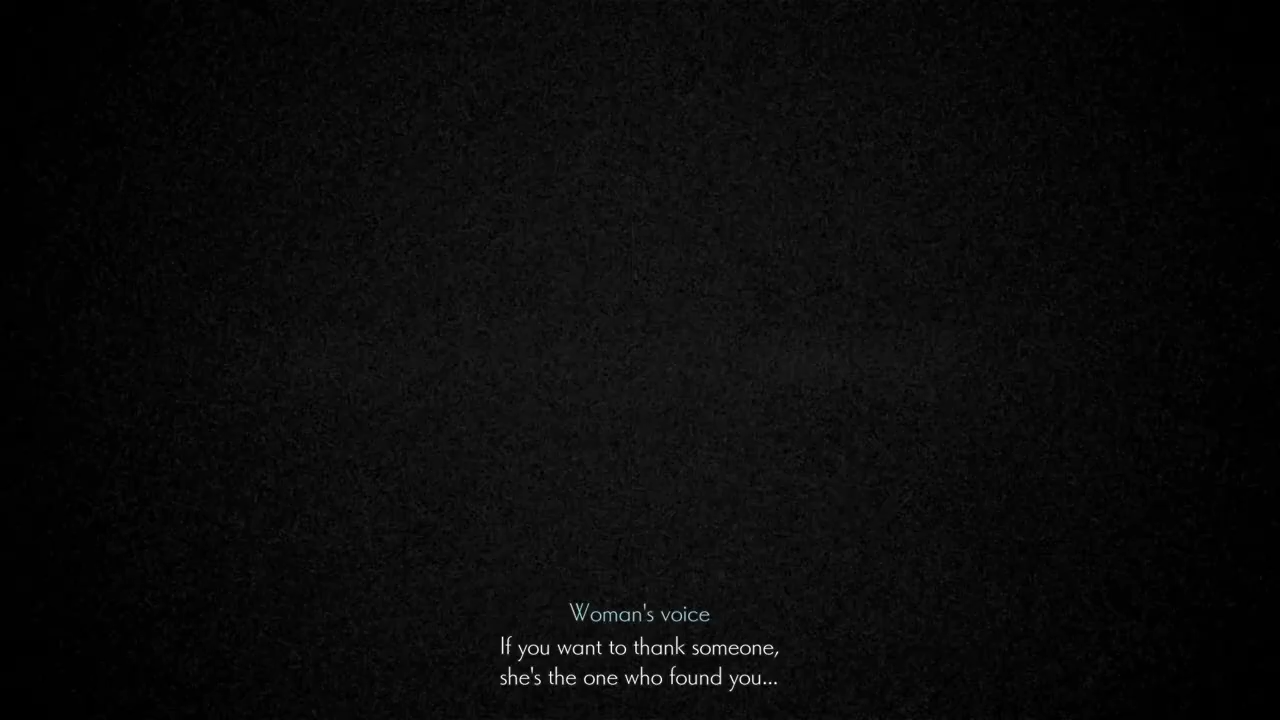 Woman's voice
If you want to thank someone,
she's the one who found you...